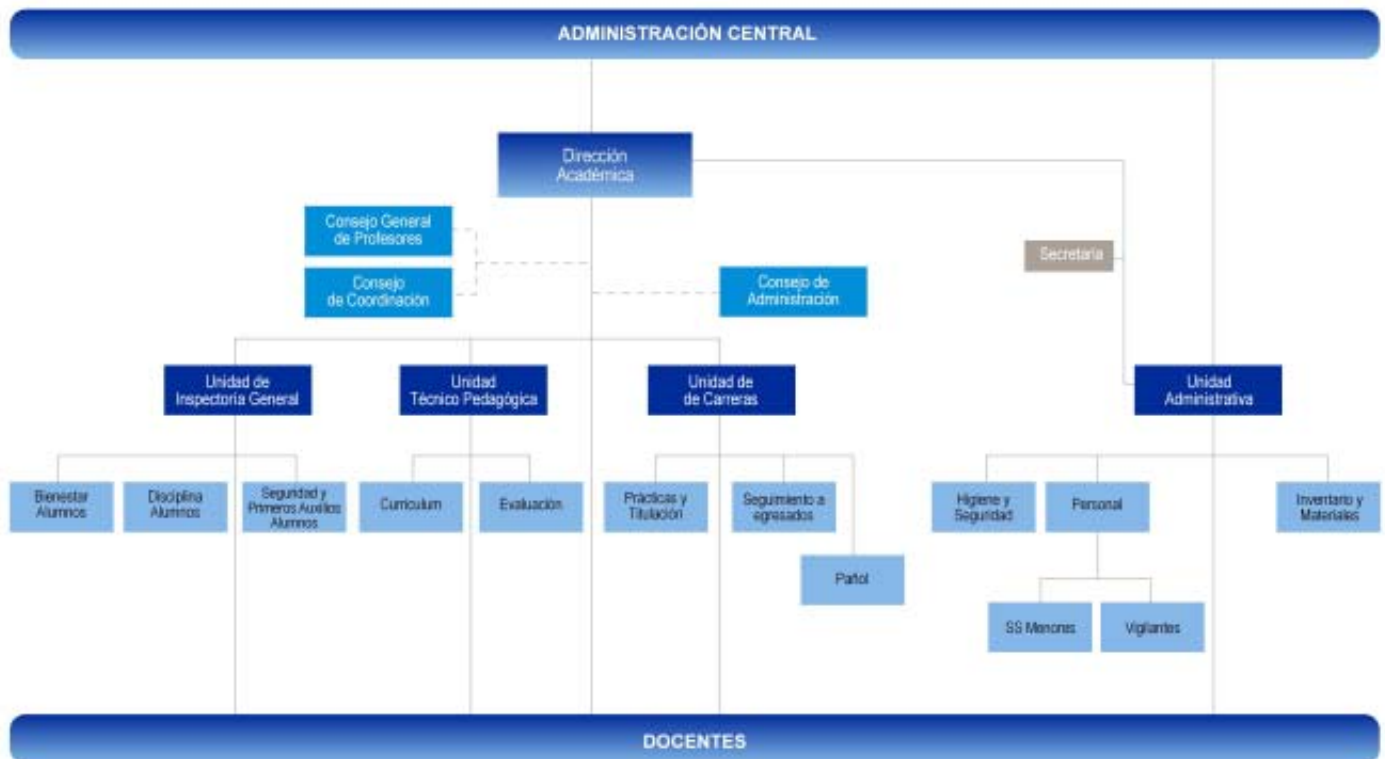 ADMINISTRACIÓN CENTRAL
Dirección
Académica
Consejo General
de Profesores
Secretaria
Consejo
de Coordinación
Consejo de
Administración
Unidad de
Inspectoría General
Unidad
Técnico Pedagógica
Unidad de
de Carreras
Unidad
Administrativa
Bienestar
Alumnos
Disciplina
Alumnos
Seguridad y
Primeros Auxilios
Alumnos
Curriculum
Evaluación
Prácticas y
Titulación
Seguimiento a
egresados
Higiene y
Seguridad
Personal
Inventario y
Materiales
Pañol
SS Menores
Vigilantes
DOCENTES